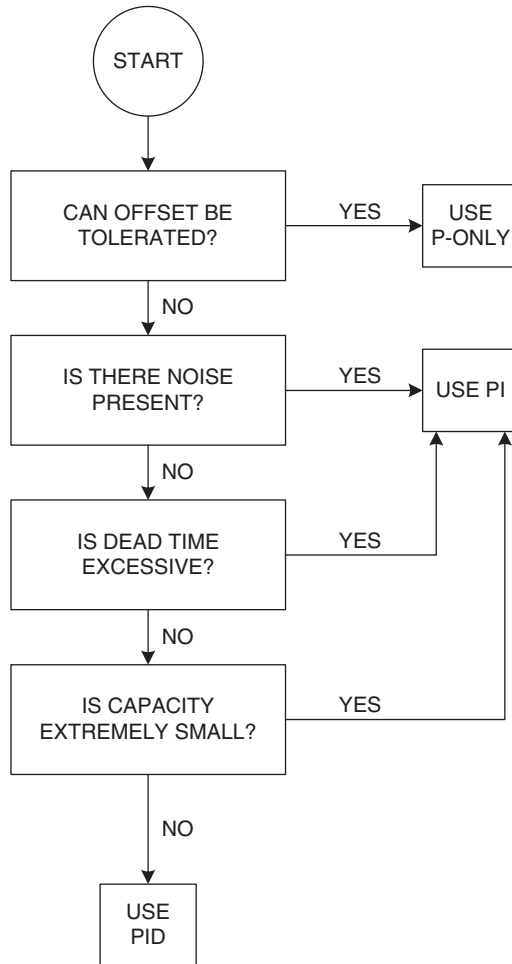 START
CAN OFFSET BE
TOLERATED?
YES
USE
P-ONLY
NO
IS THERE NOISE
PRESENT?
YES
USE PI
NO
IS DEAD TIME
EXCESSIVE?
YES
NO
IS CAPACITY
EXTREMELY SMALL?
YES
NO
USE
PID